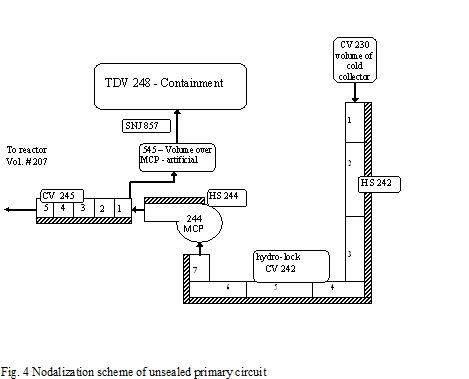 CV 230
volume of
cold
collector
TDV 248 - Containment
SNJ 857
To reactor
Vol. # 207
545 – Volume over
MCP - artificial
CV 245
5 4 3 2 1
HS 244
244
MCP
1
2
HS 242
3
hydro-lock
CV 242
7
6 5 4
Fig. 4 Nodalization scheme of unsealed primary circuit